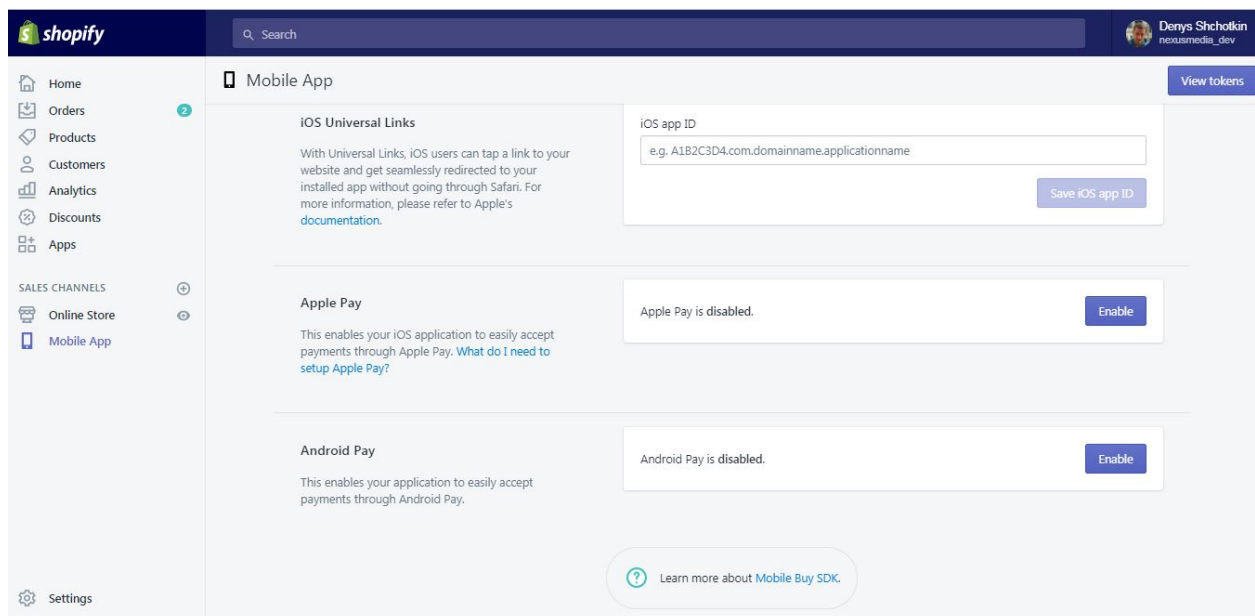 shopify
Search
Denys Shchotkin
nexusmedia_dev
Home
Orders
2
Products
Customers
Analytics
Discounts
Apps
SALES CHANNELS
Online Store
Mobile App
Settings
Mobile App
View tokens
iOS Universal Links
With Universal Links, iOS users can tap a link to your
website and get seamlessly redirected to your
installed app without going through Safari. For
more information, please refer to Apple's
documentation.
iOS app ID
e.g. A1B2C3D4.com.domainname.applicationname
Save iOS app ID
Apple Pay
This enables your iOS application to easily accept
payments through Apple Pay. What do I need to
setup Apple Pay?
Apple Pay is disabled.
Enable
Android Pay
This enables your application to easily accept
payments through Android Pay.
Android Pay is disabled.
Enable
Learn more about Mobile Buy SDK.